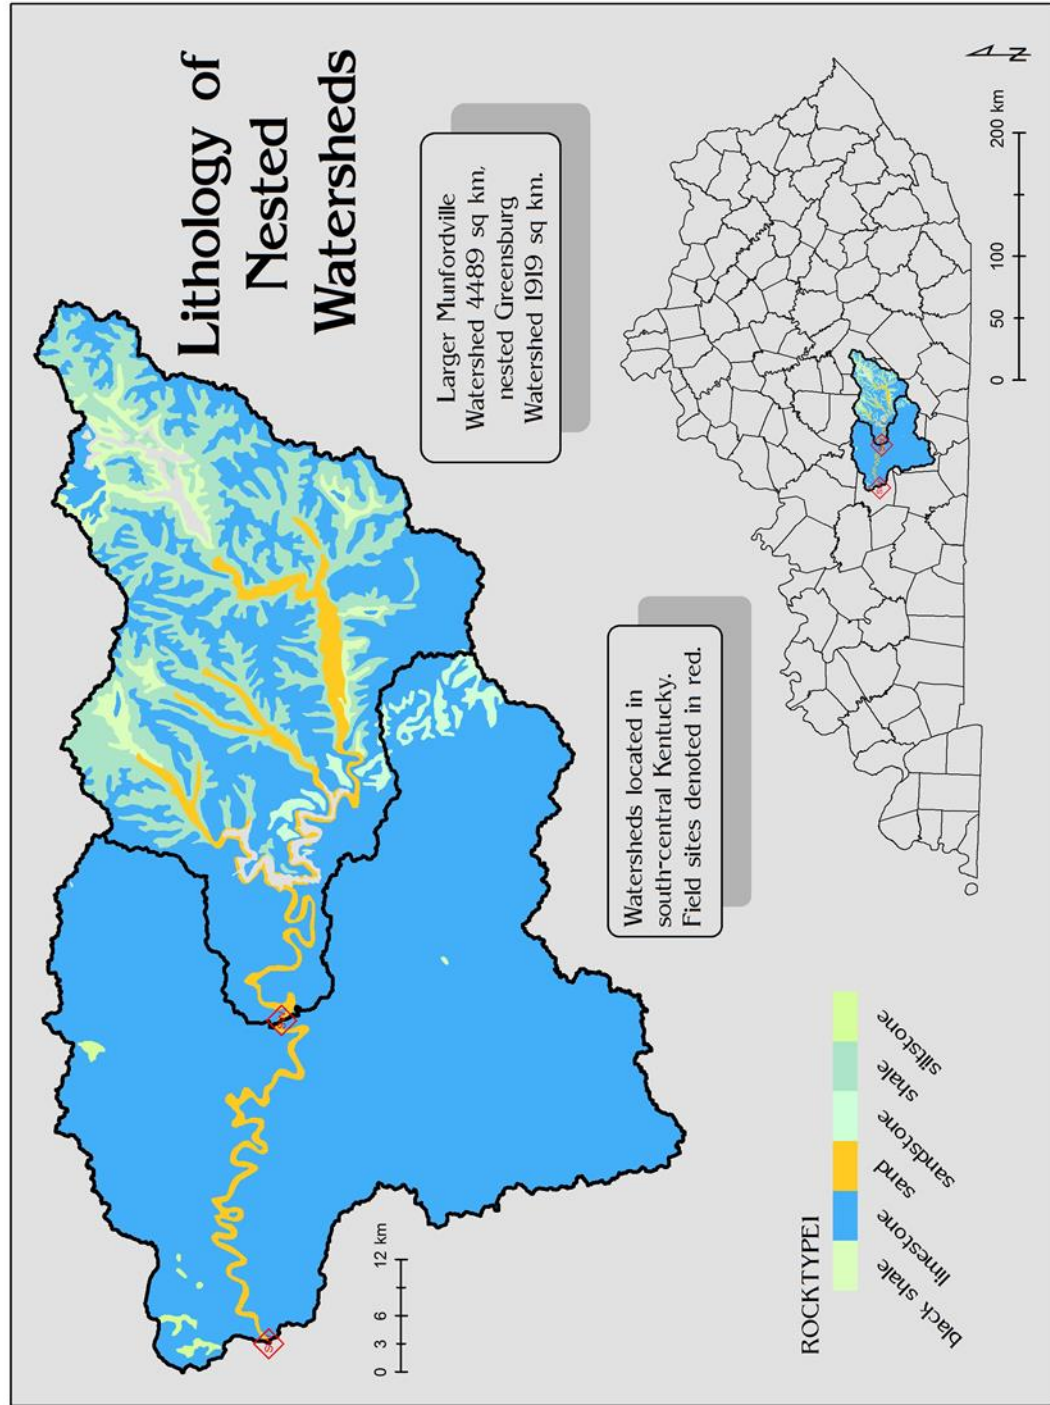 Lithology of
Nested
Watersheds
Larger Munfordville
Watershed 4489 sq km,
nested Greensburg
Watershed 1919 sq km.
Watersheds located in
south-central Kentucky.
Field sites denoted in red.
0 3 6 12 km
0 50 100 200 km
N
ROCKTYPE1
black shale
limestone
sand
sandstone
shale
siltstone